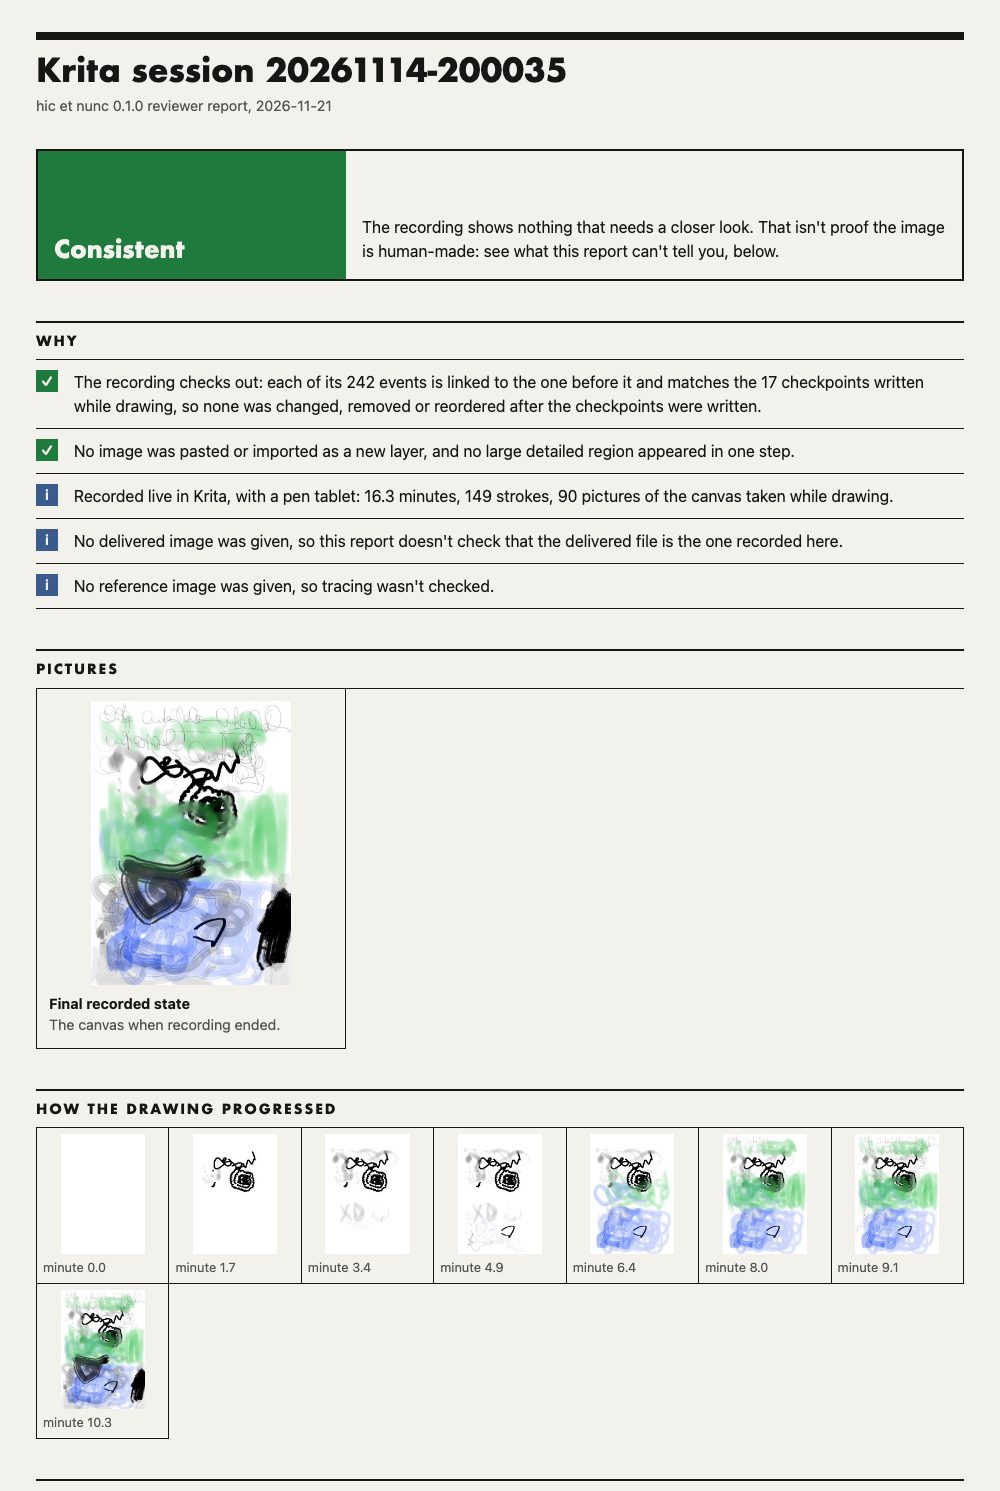 Krita session 20261114-200035
hic et nunc 0.1.0 reviewer report, 2026-11-21
Consistent
The recording shows nothing that needs a closer look. That isn't proof the image
is human-made: see what this report can't tell you, below.
WHY
The recording checks out: each of its 242 events is linked to the one before it and matches the 17 checkpoints written
while drawing, so none was changed, removed or reordered after the checkpoints were written.
No image was pasted or imported as a new layer, and no large detailed region appeared in one step.
i Recorded live in Krita, with a pen tablet: 16.3 minutes, 149 strokes, 90 pictures of the canvas taken while drawing.
i No delivered image was given, so this report doesn't check that the delivered file is the one recorded here.
i No reference image was given, so tracing wasn't checked.
PICTURES
Final recorded state
The canvas when recording ended.
HOW THE DRAWING PROGRESSED
XD
XD
minute 0.0 minute 1.7 minute 3.4 minute 4.9 minute 6.4 minute 8.0 minute 9.1
minute 10.3